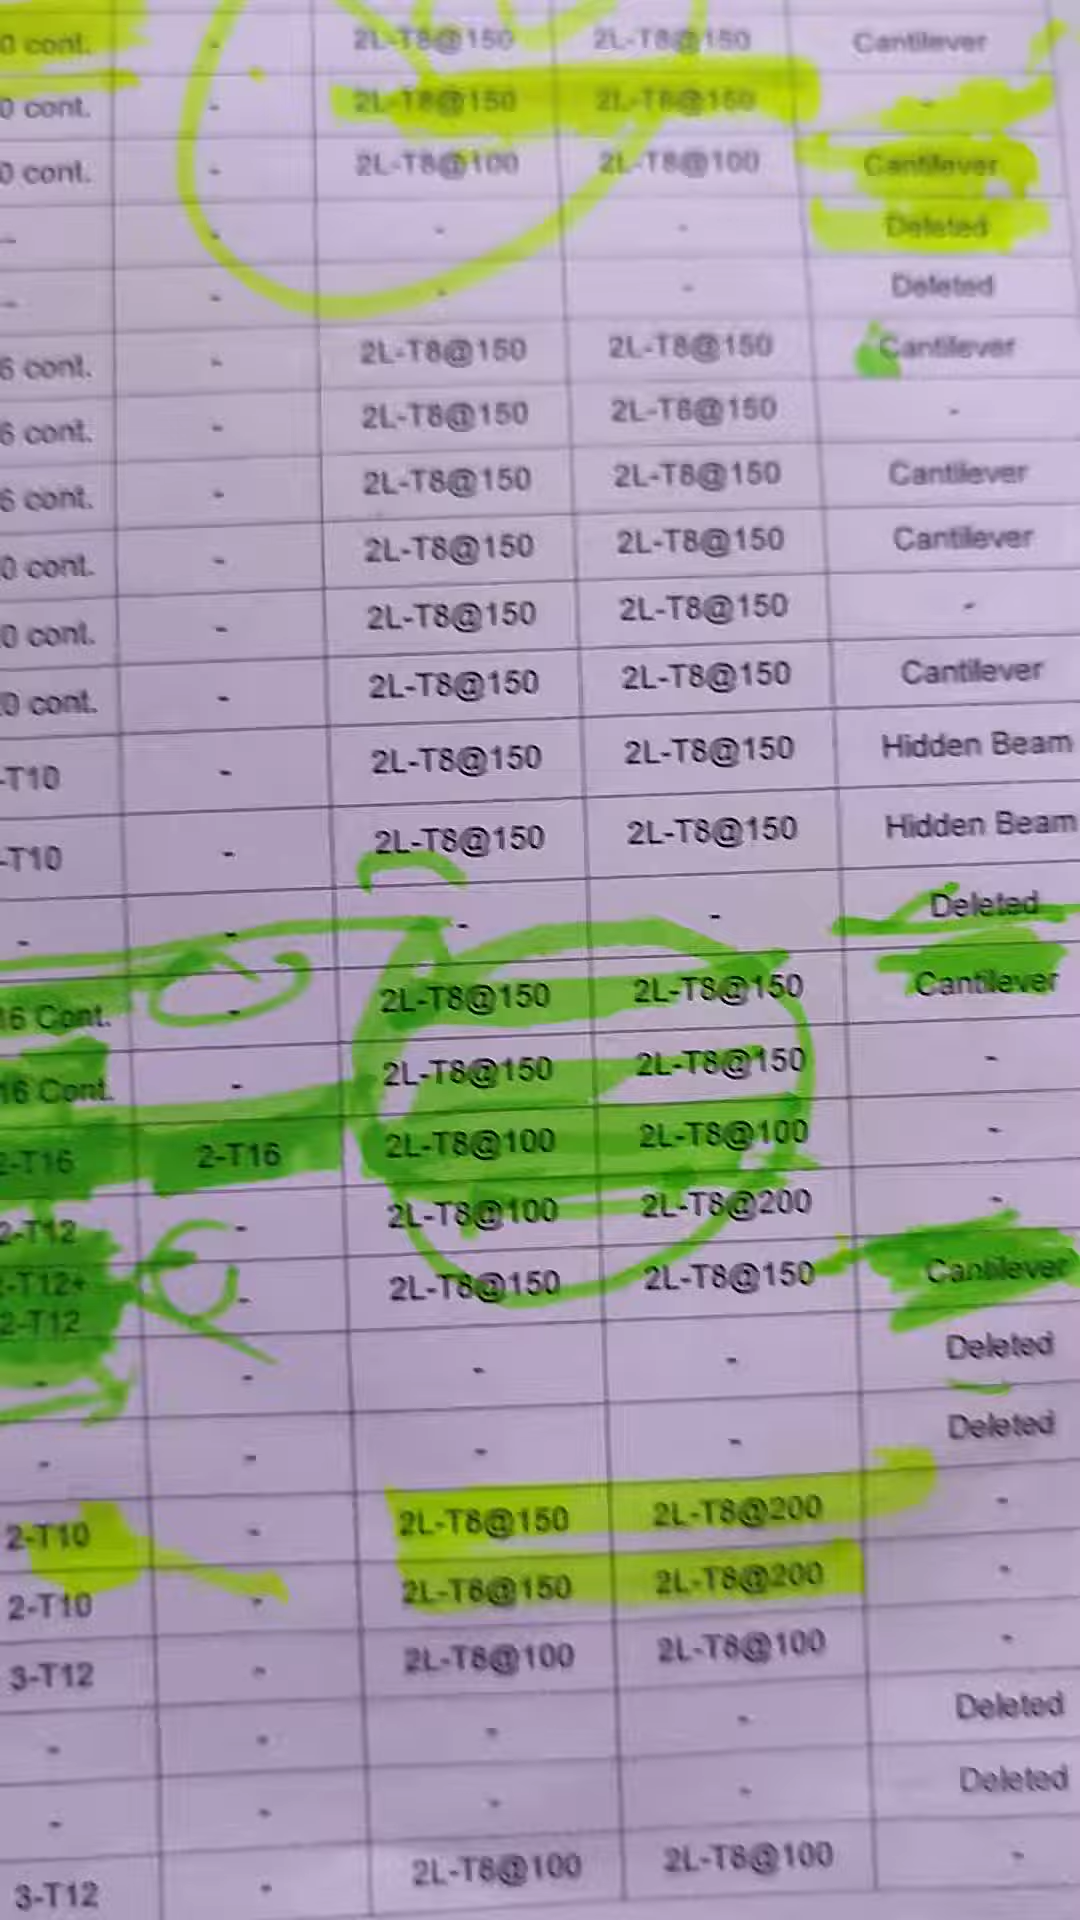 0 cont. - 2L-T8@150 2L-T8@150 Cantilever
0 cont. - 2L-T8@150 2L-T8@150 -
0 cont. - 2L-T8@100 2L-T8@100 Cantilever
- - - - Deleted
- - - - Deleted
6 cont. - 2L-T8@150 2L-T8@150 Cantilever
6 cont. - 2L-T8@150 2L-T8@150 -
6 cont. - 2L-T8@150 2L-T8@150 Cantilever
0 cont. - 2L-T8@150 2L-T8@150 Cantilever
0 cont. - 2L-T8@150 2L-T8@150 -
0 cont. - 2L-T8@150 2L-T8@150 Cantilever
-T10 - 2L-T8@150 2L-T8@150 Hidden Beam
-T10 - 2L-T8@150 2L-T8@150 Hidden Beam
- - - - Deleted
16 Cont. - 2L-T8@150 2L-T8@150 Cantilever
16 Cont. - 2L-T8@150 2L-T8@150 -
2-T16 2-T16 2L-T8@100 2L-T8@100 -
2-T12 - 2L-T8@100 2L-T8@200 -
-T12+
2-T12 - 2L-T8@150 2L-T8@150 Cantilever
- - - - Deleted
- - - - Deleted
2-T10 - 2L-T8@150 2L-T8@200 -
2-T10 - 2L-T8@150 2L-T8@200 -
3-T12 - 2L-T8@100 2L-T8@100 -
- - - - Deleted
- - - - Deleted
3-T12 - 2L-T8@100 2L-T8@100 -